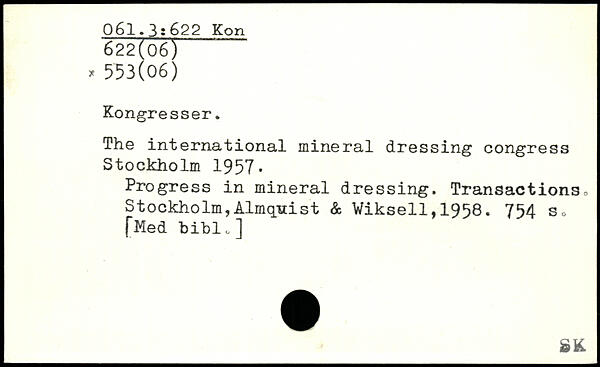 061.3:622 Kon
622(06)
× 553(06)
Kongresser.
The international mineral dressing congress
Stockholm 1957.
Progress in mineral dressing. Transactions.
Stockholm,Almquist & Wiksell,1958. 754 s.
[Med bibl.]
SK